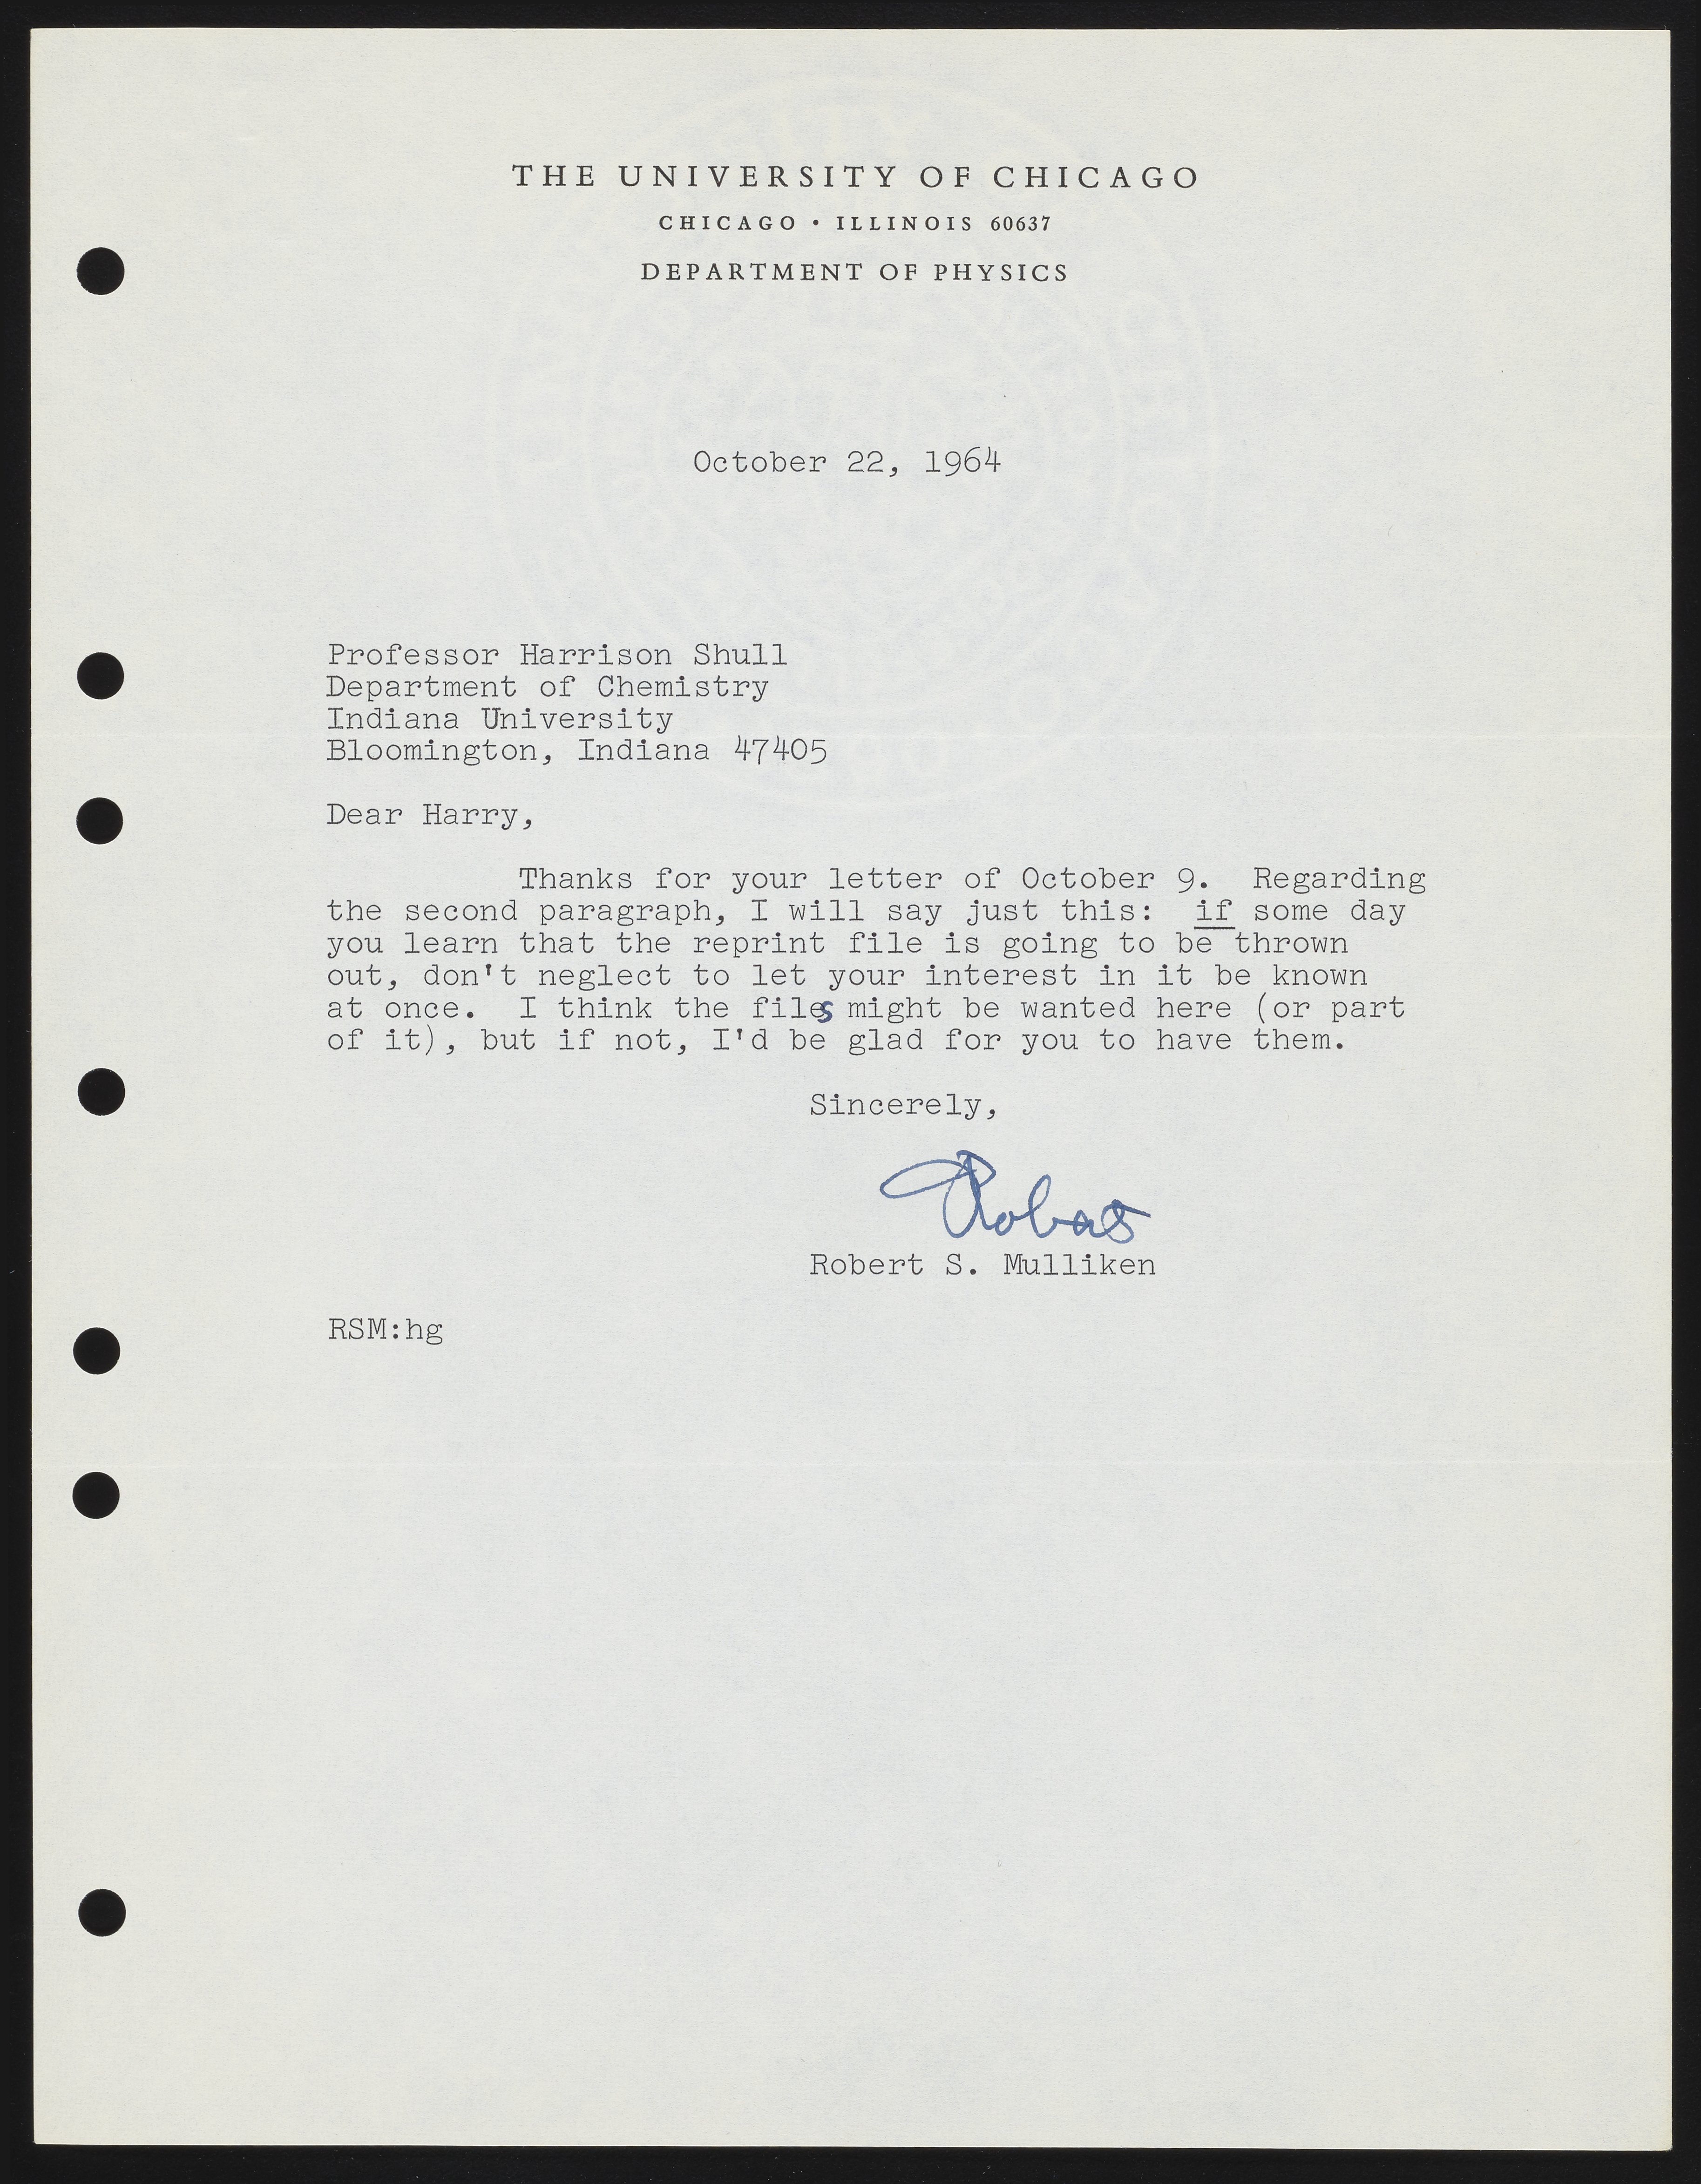 THE UNIVERSITY OF CHICAGO
CHICAGO • ILLINOIS 60637
DEPARTMENT OF PHYSICS
October 22, 1964
Professor Harrison Shull
Department of Chemistry
Indiana University
Bloomington, Indiana 47405
Dear Harry,
Thanks for your letter of October 9. Regarding
the second paragraph, I will say just this: if some day
you learn that the reprint file is going to be thrown
out, don't neglect to let your interest in it be known
at once. I think the files might be wanted here (or part
of it), but if not, I'd be glad for you to have them.
Sincerely,
Robert S. Mulliken
RSM:hg